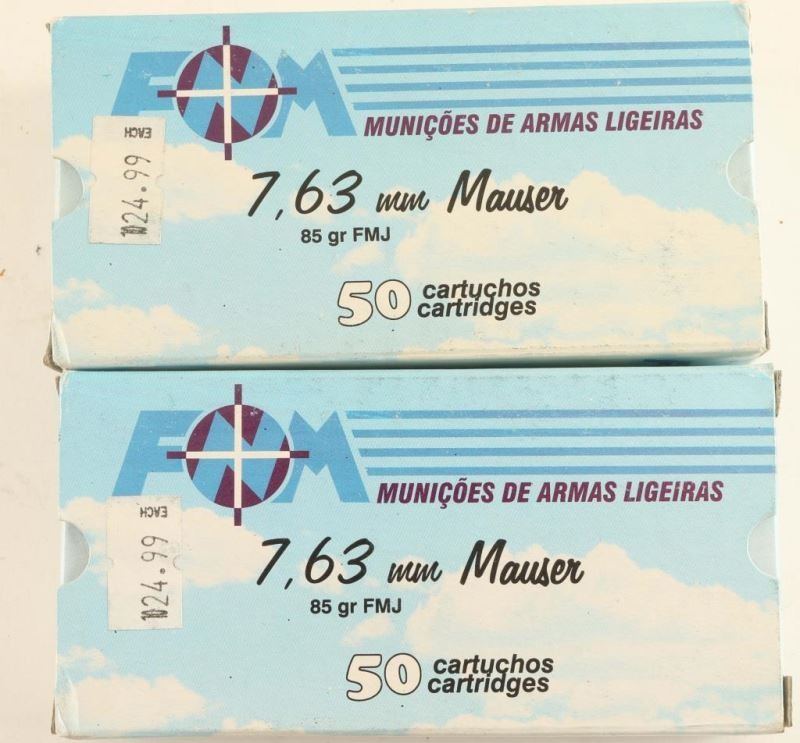 FNM
MUNIÇÕES DE ARMAS LIGEIRAS
EACH
24.99
7,63 mm Mauser
85 gr FMJ
50 cartuchos
cartridges
FNM
MUNIÇÕES DE ARMAS LIGEIRAS
EACH
24.99
7,63 mm Mauser
85 gr FMJ
50 cartuchos
cartridges